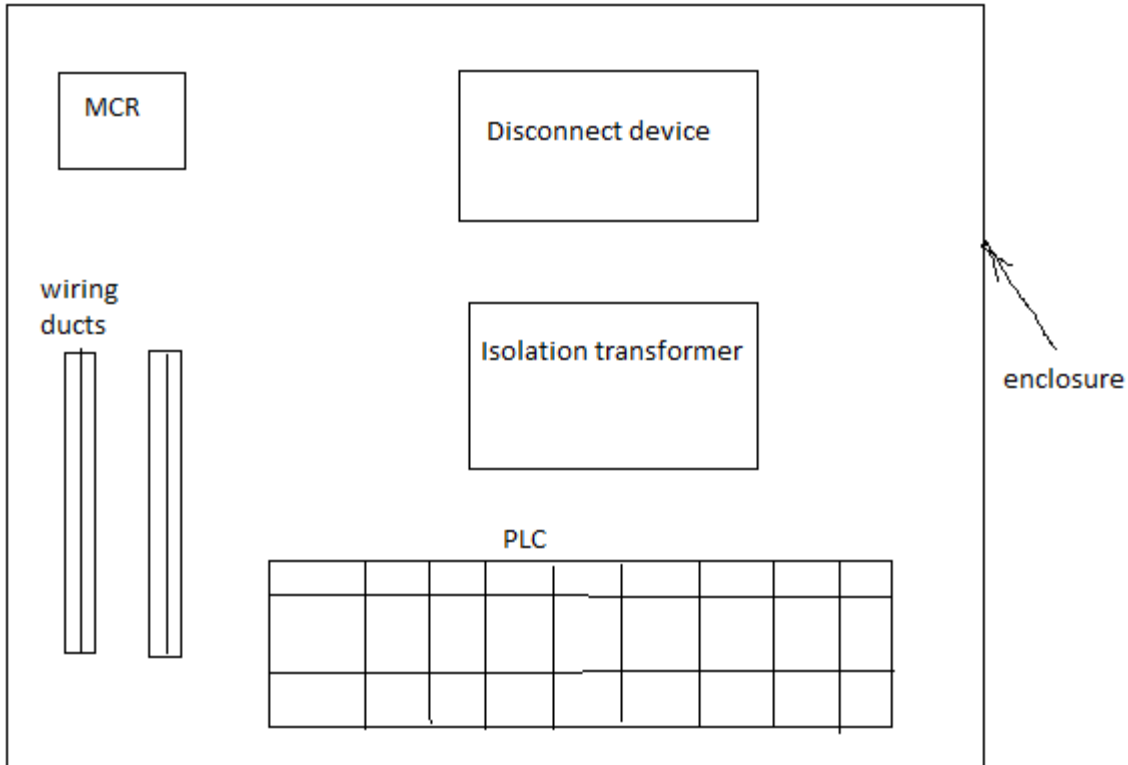 MCR
Disconnect device
wiring
ducts
Isolation transformer
enclosure
PLC